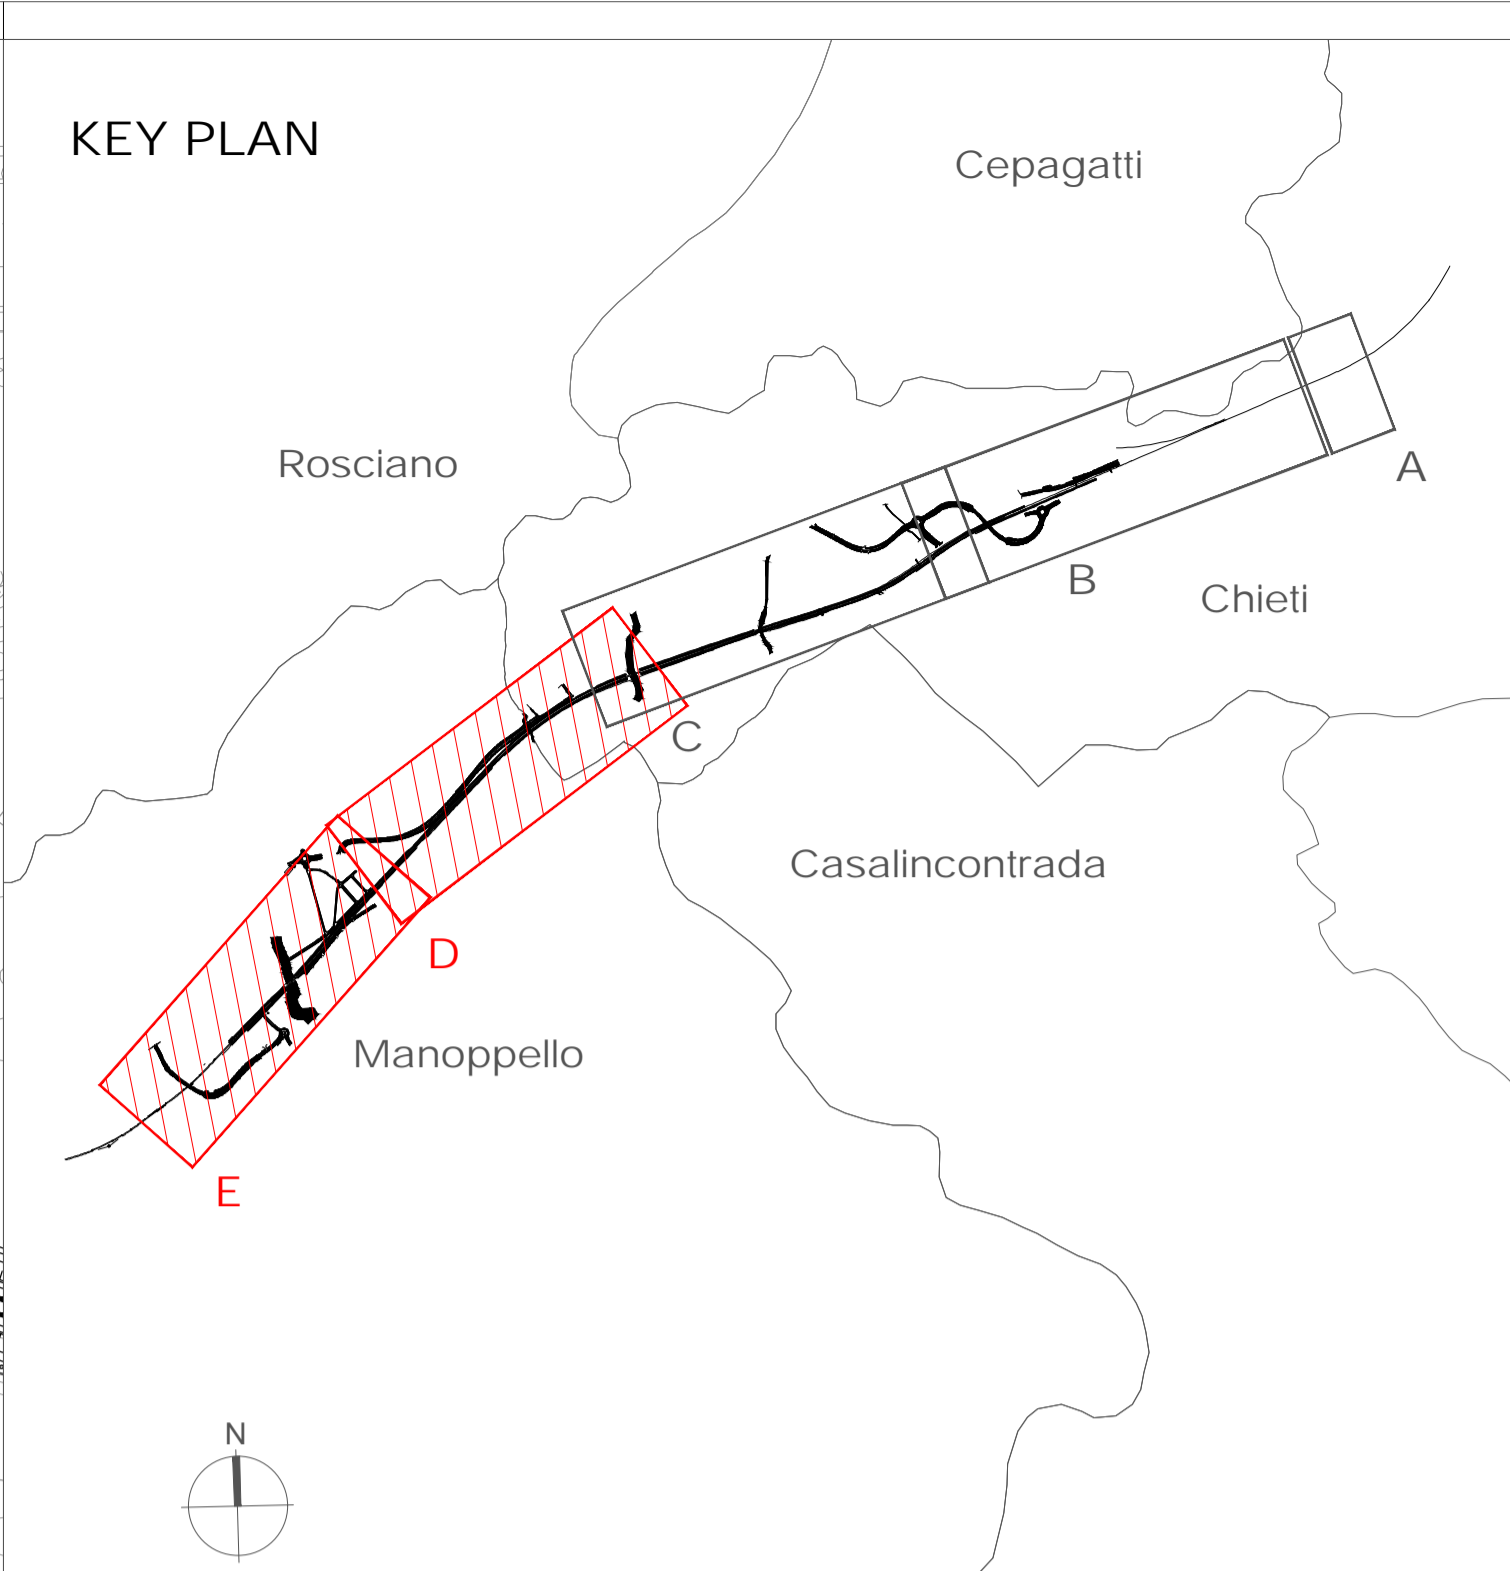 KEY PLAN
Cepagatti
Rosciano
A
B
Chieti
C
Casalincontrada
D
Manoppello
E
N